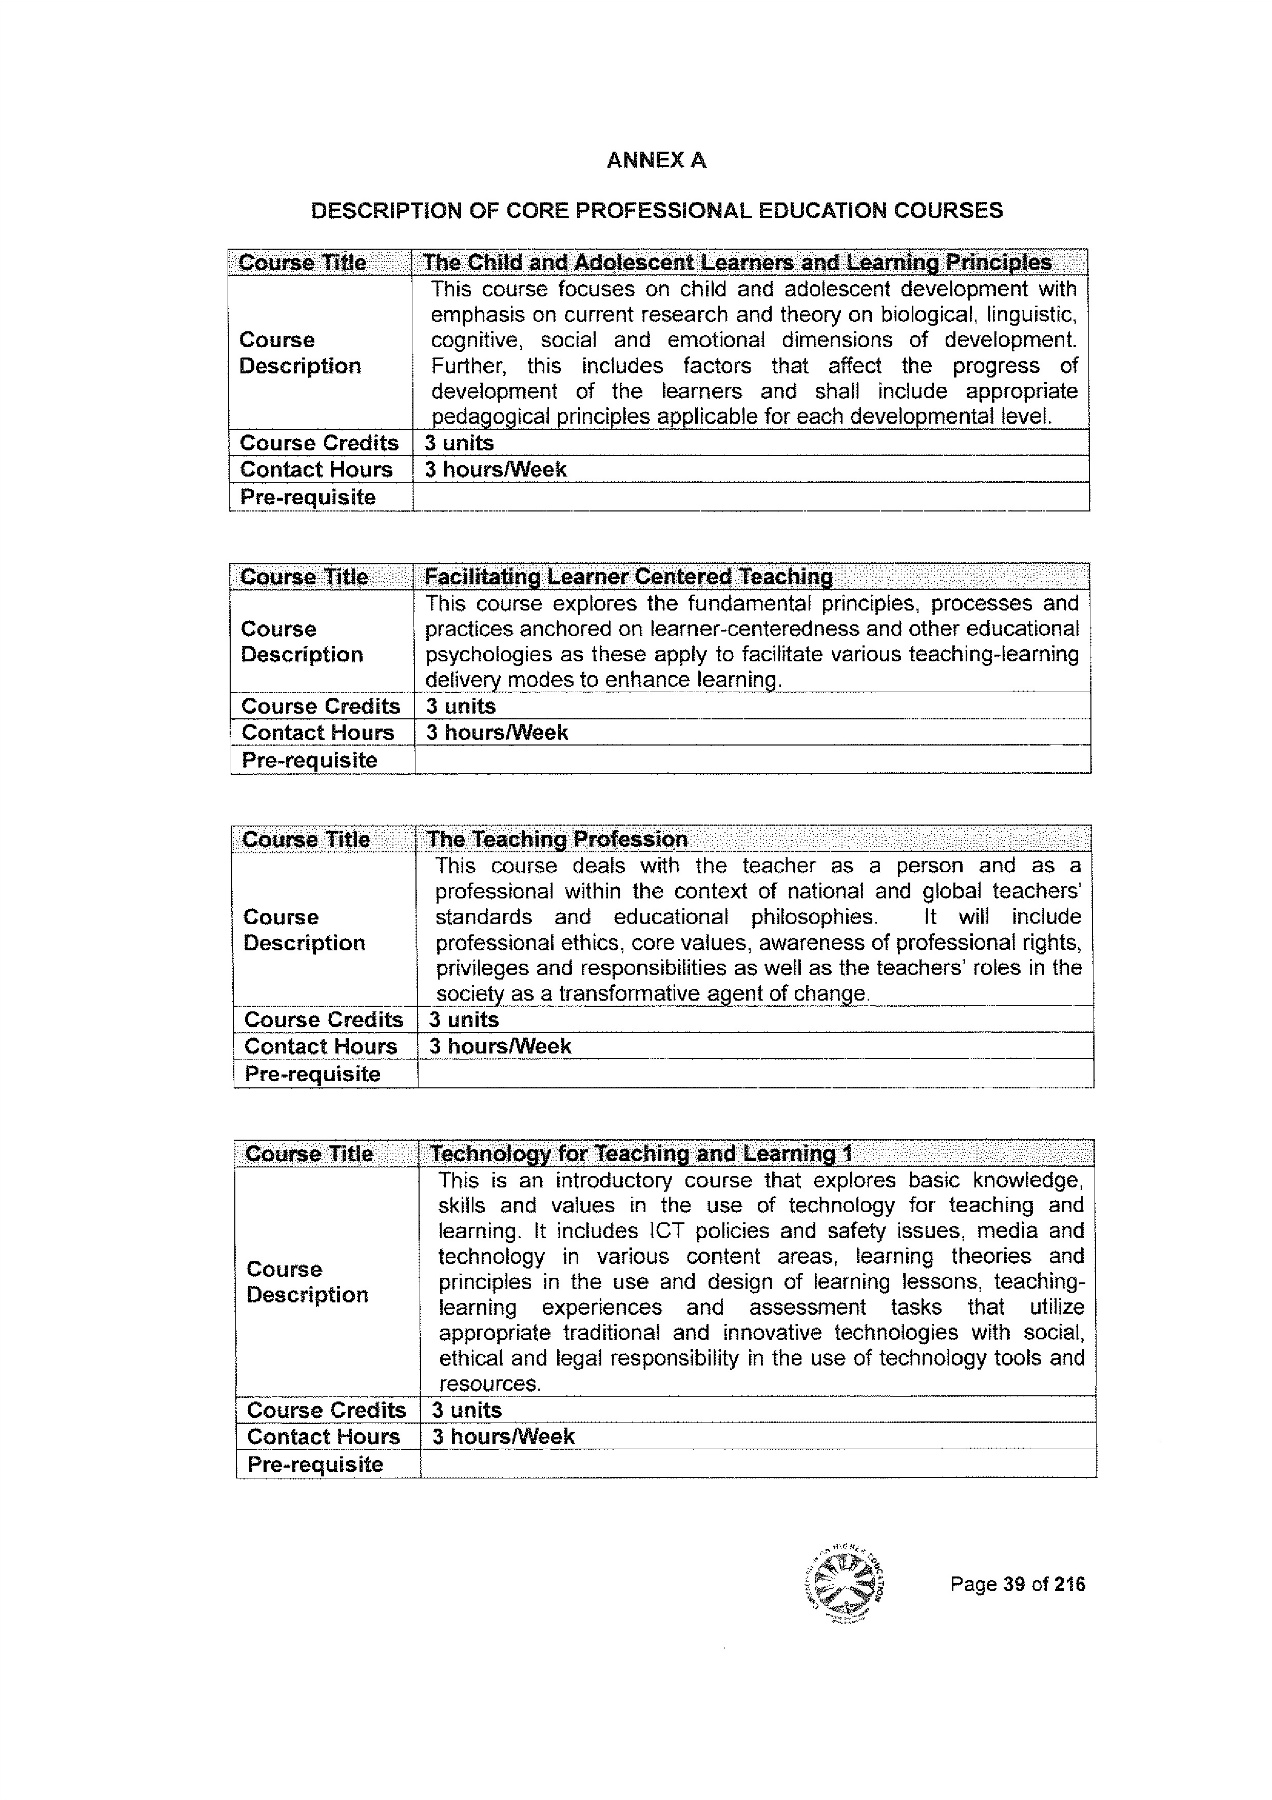 ANNEX A
DESCRIPTION OF CORE PROFESSIONAL EDUCATION COURSES
Course Title The Child and Adolescent Learners and Learning Principles
Course Description
This course focuses on child and adolescent development with
emphasis on current research and theory on biological, linguistic,
cognitive, social and emotional dimensions of development.
Further, this includes factors that affect the progress of
development of the learners and shall include appropriate
pedagogical principles applicable for each developmental level.
Course Credits 3 units
Contact Hours 3 hours/Week
Pre-requisite
Course Title Facilitating Learner Centered Teaching
Course Description
This course explores the fundamental principles, processes and
practices anchored on learner-centeredness and other educational
psychologies as these apply to facilitate various teaching-learning
delivery modes to enhance learning.
Course Credits 3 units
Contact Hours 3 hours/Week
Pre-requisite
Course Title The Teaching Profession
Course Description
This course deals with the teacher as a person and as a
professional within the context of national and global teachers'
standards and educational philosophies. It will include
professional ethics, core values, awareness of professional rights,
privileges and responsibilities as well as the teachers' roles in the
society as a transformative agent of change.
Course Credits 3 units
Contact Hours 3 hours/Week
Pre-requisite
Course Title Technology for Teaching and Learning 1
Course Description
This is an introductory course that explores basic knowledge,
skills and values in the use of technology for teaching and
learning. It includes ICT policies and safety issues, media and
technology in various content areas, learning theories and
principles in the use and design of learning lessons, teaching-
learning experiences and assessment tasks that utilize
appropriate traditional and innovative technologies with social,
ethical and legal responsibility in the use of technology tools and
resources.
Course Credits 3 units
Contact Hours 3 hours/Week
Pre-requisite
Page 39 of 216